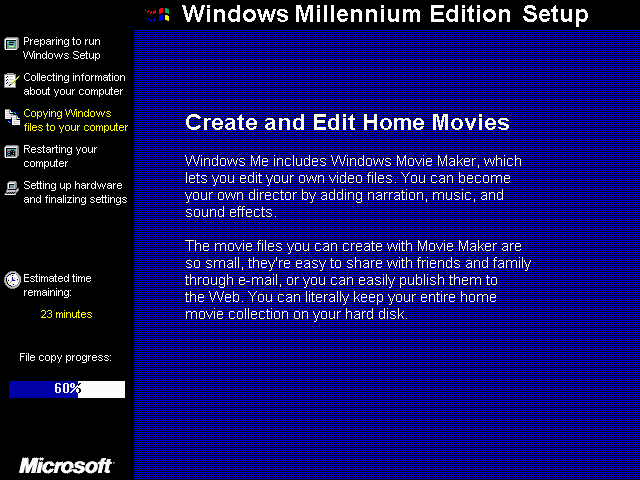 Windows Millennium Edition Setup
Preparing to run
Windows Setup
Collecting information
about your computer
Copying Windows
files to your computer
Restarting your
computer
Setting up hardware
and finalizing settings
Estimated time
remaining:
23 minutes
File copy progress:
60%
Microsoft
Create and Edit Home Movies
Windows Me includes Windows Movie Maker, which
lets you edit your own video files. You can become
your own director by adding narration, music, and
sound effects.
The movie files you can create with Movie Maker are
so small, they're easy to share with friends and family
through e-mail, or you can easily publish them to
the Web. You can literally keep your entire home
movie collection on your hard disk.